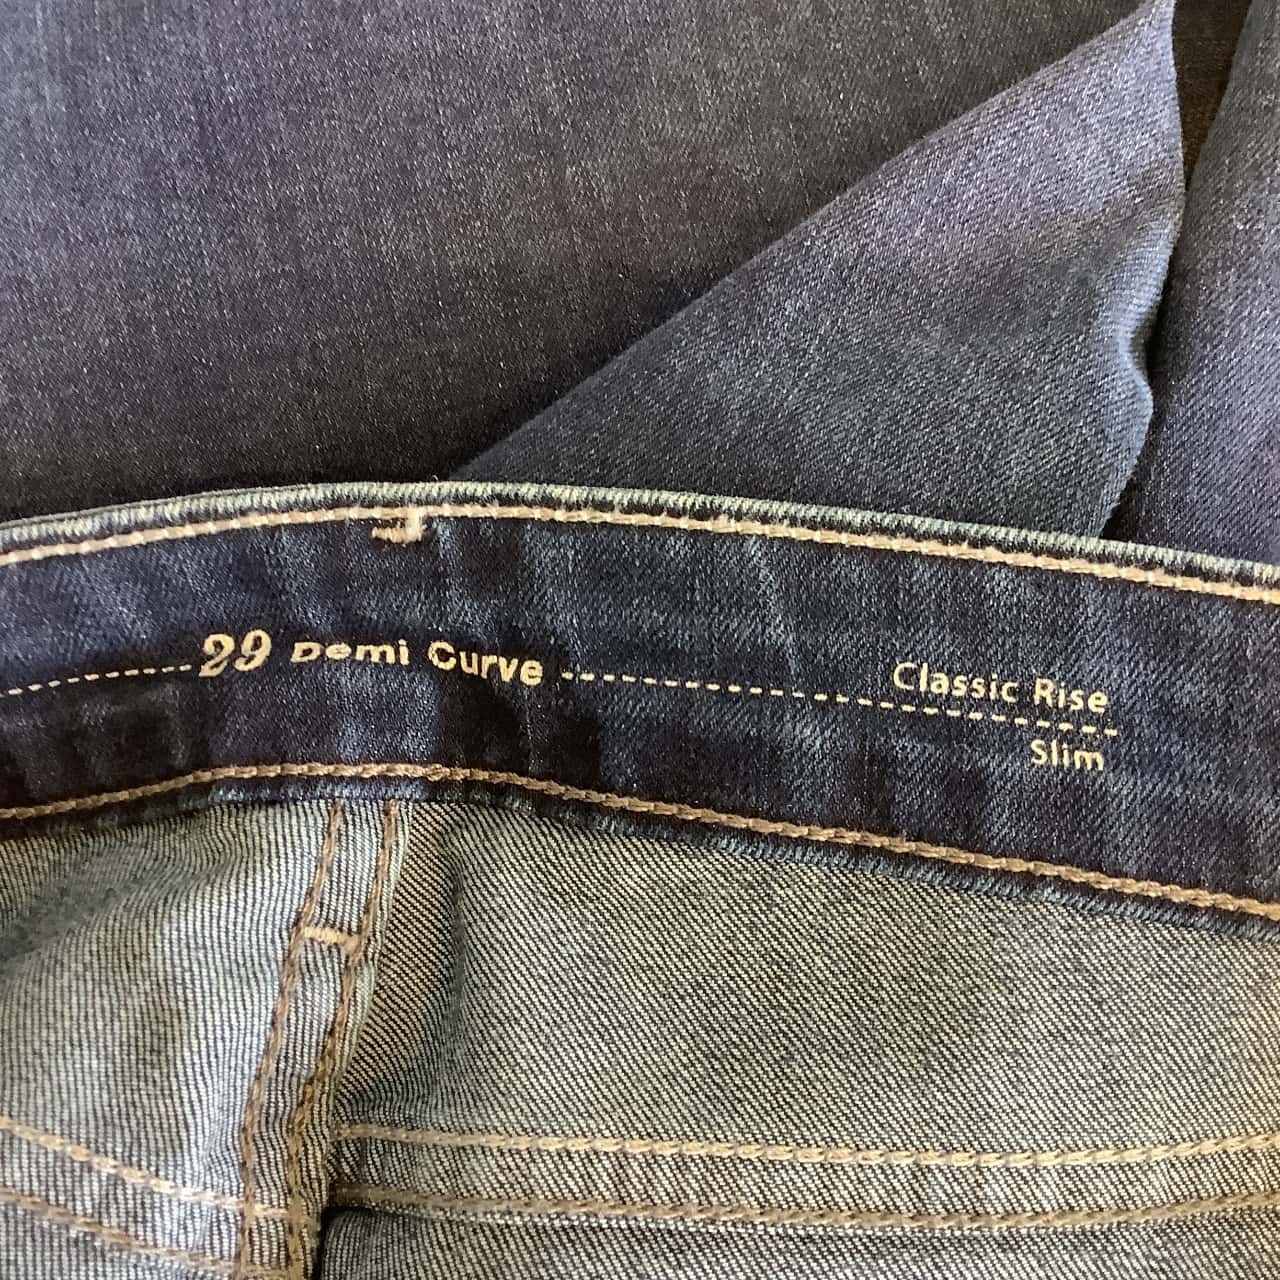 29 Demi Curve
Classic Rise
Slim